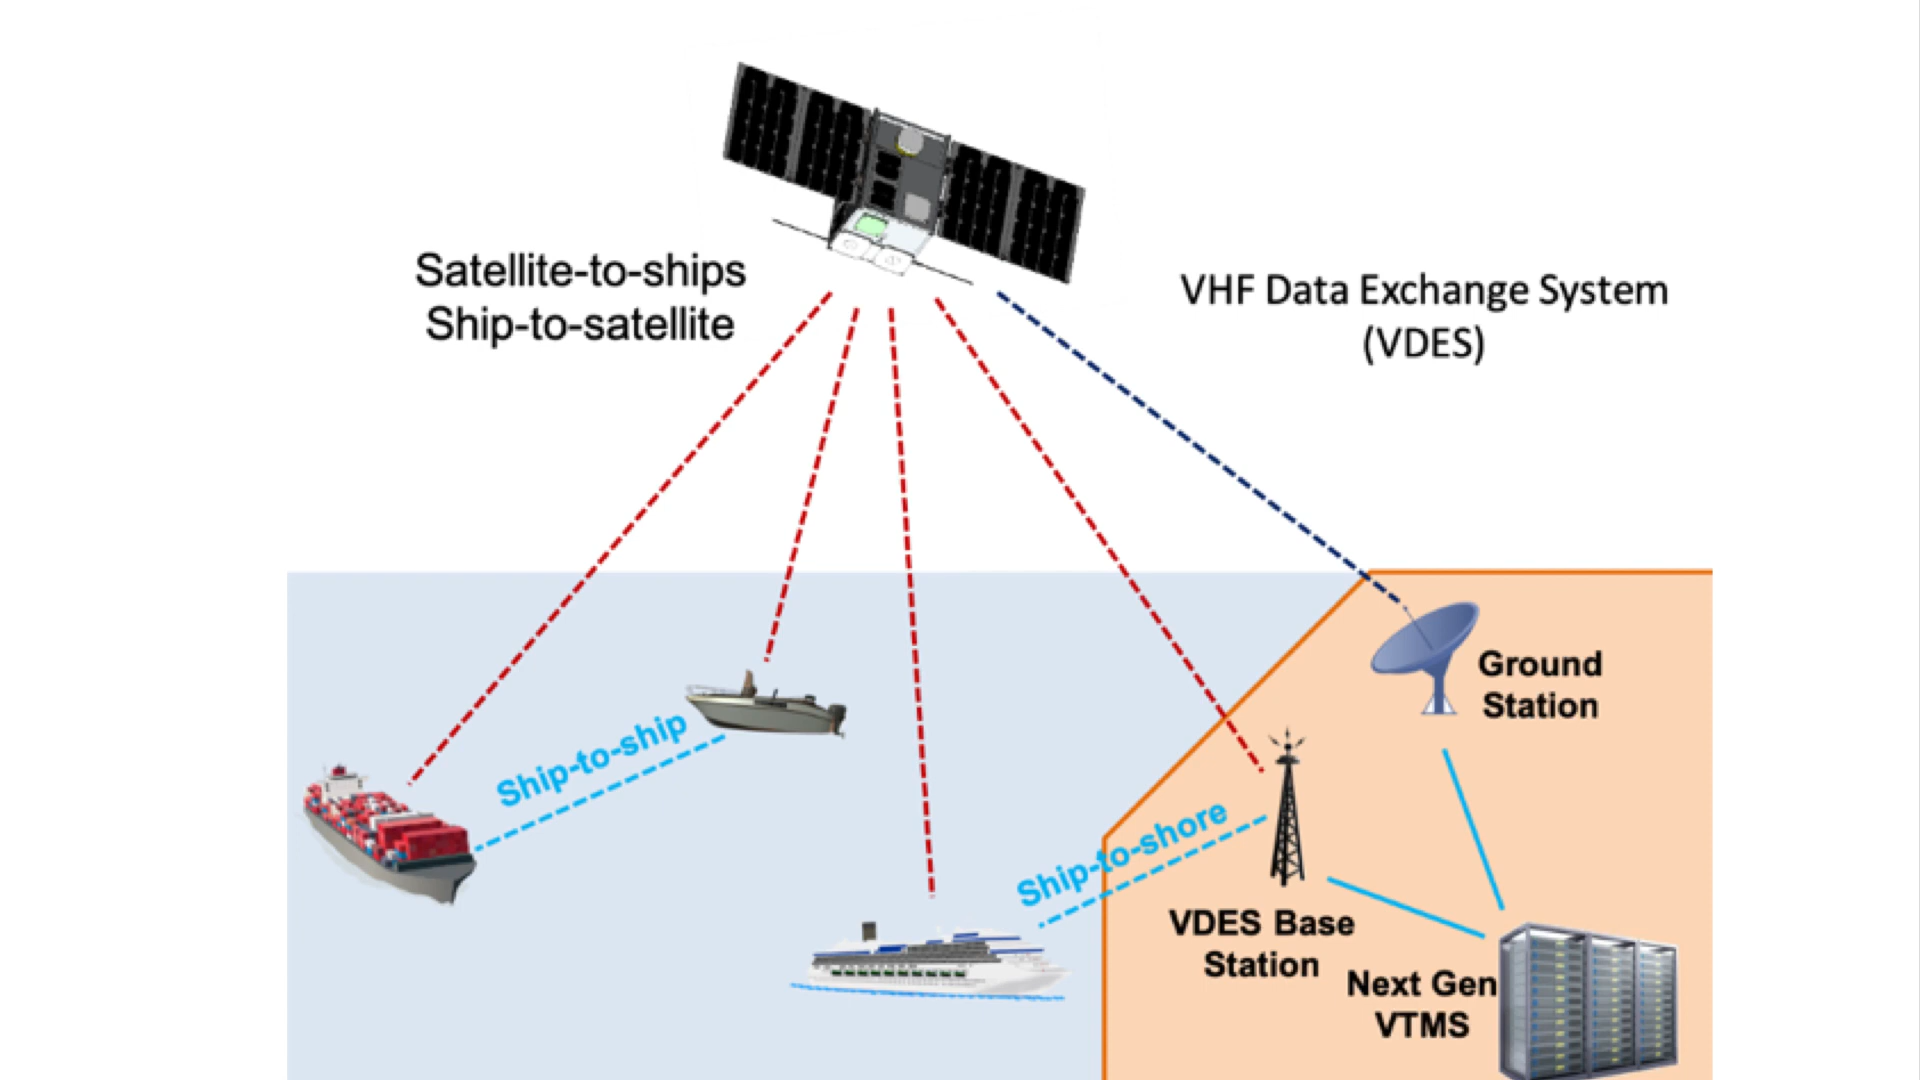 Satellite-to-ships
Ship-to-satellite
VHF Data Exchange System
(VDES)
Ground
Station
Ship-to-ship
Ship-to-shore
VDES Base
Station
Next Gen
VTMS